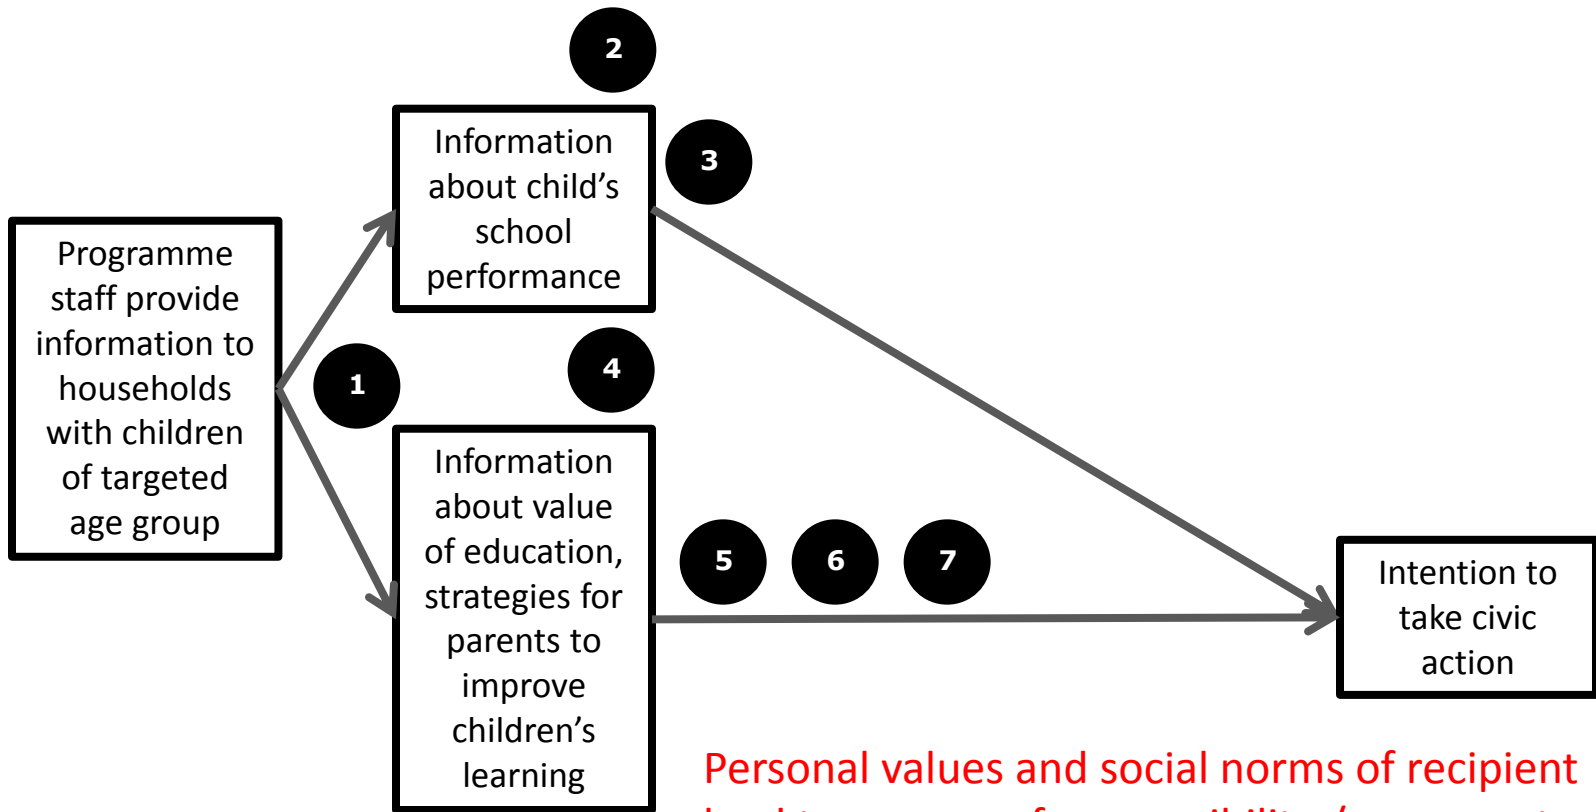 2
Information
about child's
school
performance
3
Programme
staff provide
information to
households
with children
of targeted
age group
1
4
Information
about value
of education,
strategies for
parents to
improve
children's
learning
5
6
7
Intention to
take civic
action
Personal values and social norms of recipient